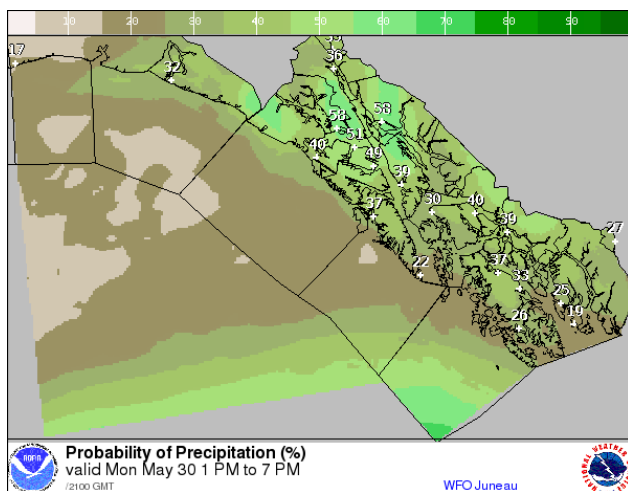 10 20 30 40 50 60 70 80 90
17
36
32
58 58
51
40 49
39
37 30 40
39
27
22 37
33
25
26 19
NOAA
Probability of Precipitation (%)
valid Mon May 30 1 PM to 7 PM
/2100 GMT
WFO Juneau